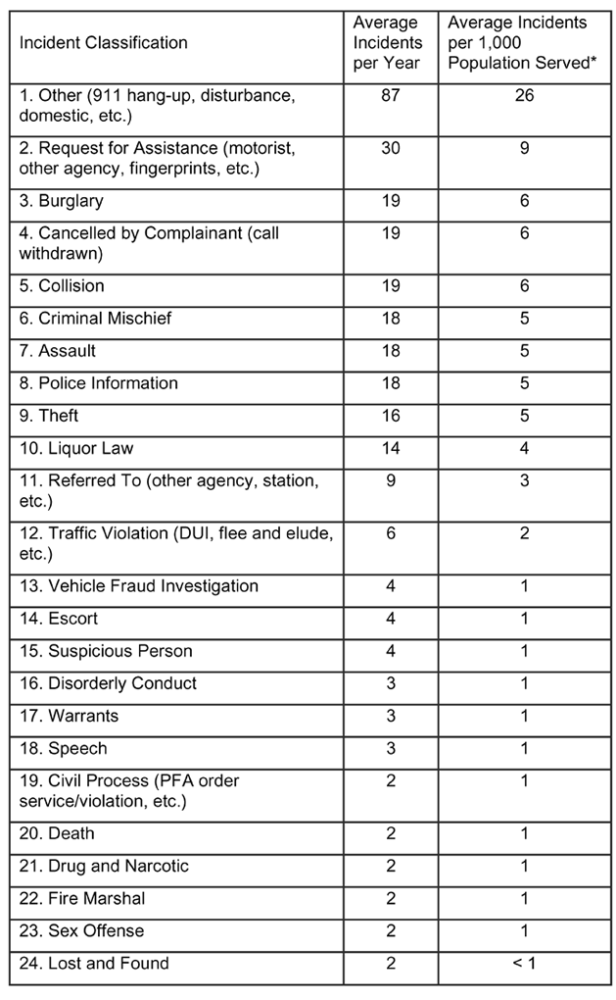 Incident Classification
Average
Incidents
per Year
Average Incidents
per 1,000
Population Served*
1. Other (911 hang-up, disturbance,
domestic, etc.)
87
26
2. Request for Assistance (motorist,
other agency, fingerprints, etc.)
30
9
3. Burglary
19
6
4. Cancelled by Complainant (call
withdrawn)
19
6
5. Collision
19
6
6. Criminal Mischief
18
5
7. Assault
18
5
8. Police Information
18
5
9. Theft
16
5
10. Liquor Law
14
4
11. Referred To (other agency, station,
etc.)
9
3
12. Traffic Violation (DUI, flee and elude,
etc.)
6
2
13. Vehicle Fraud Investigation
4
1
14. Escort
4
1
15. Suspicious Person
4
1
16. Disorderly Conduct
3
1
17. Warrants
3
1
18. Speech
3
1
19. Civil Process (PFA order
service/violation, etc.)
2
1
20. Death
2
1
21. Drug and Narcotic
2
1
22. Fire Marshal
2
1
23. Sex Offense
2
1
24. Lost and Found
2
< 1